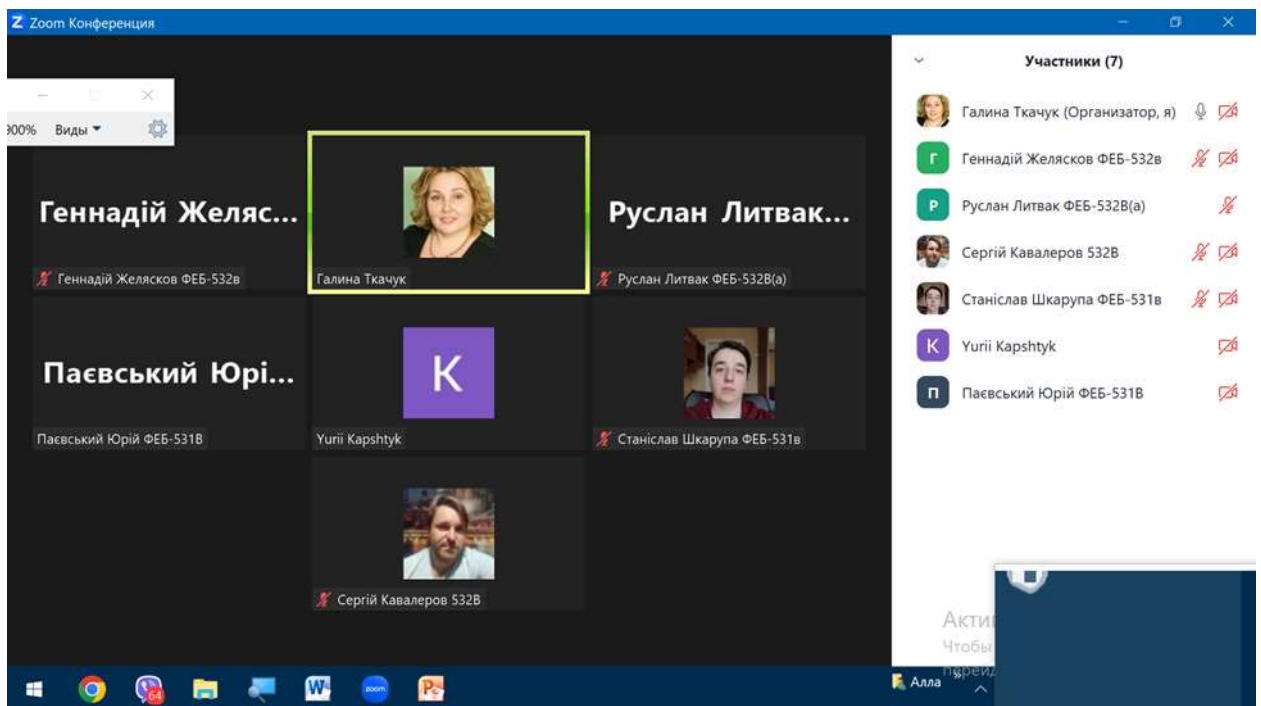 Zoom Конференция
Участники (7)
900% Виды
Галина Ткачук (Организатор, я)
Г Геннадій Желясков ФЕБ-532в
Р Руслан Литвак ФЕБ-532В(а)
Сергій Кавалеров 532В
Станіслав Шкарупа ФЕБ-531в
K Yurii Kapshtyk
П Паєвський Юрій ФЕБ-531В
Геннадій Желяс...
Руслан Литвак...
Геннадій Желясков ФЕБ-532в
Галина Ткачук
Руслан Литвак ФЕБ-532В(а)
Паєвський Юрі...
K
Паєвський Юрій ФЕБ-531В
Yurii Kapshtyk
Станіслав Шкарупа ФЕБ-531в
Сергій Кавалеров 532В
Чтобы
64
W
zoom
P
Алла